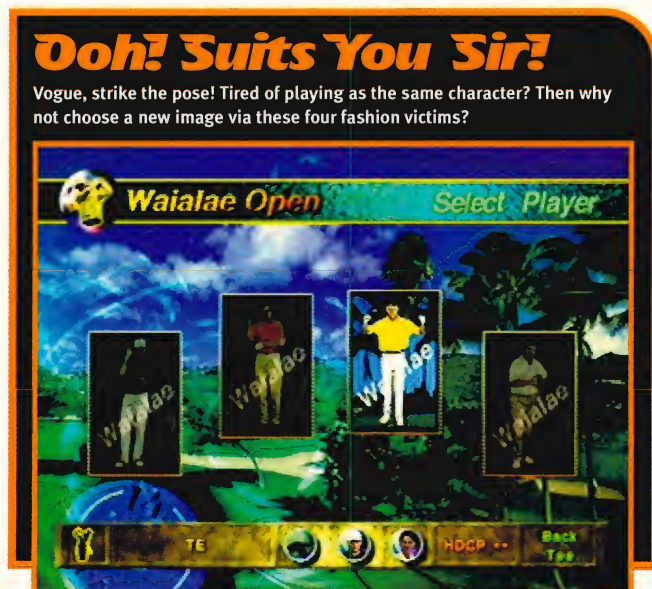 Ooh! Suits You Sir!
Vogue, strike the pose! Tired of playing as the same character? Then why
not choose a new image via these four fashion victims?
Waialae Open
Select Player
Waialae
Waialae
Waialae
Waialae
14
TE
HDCP **
Back
Tee